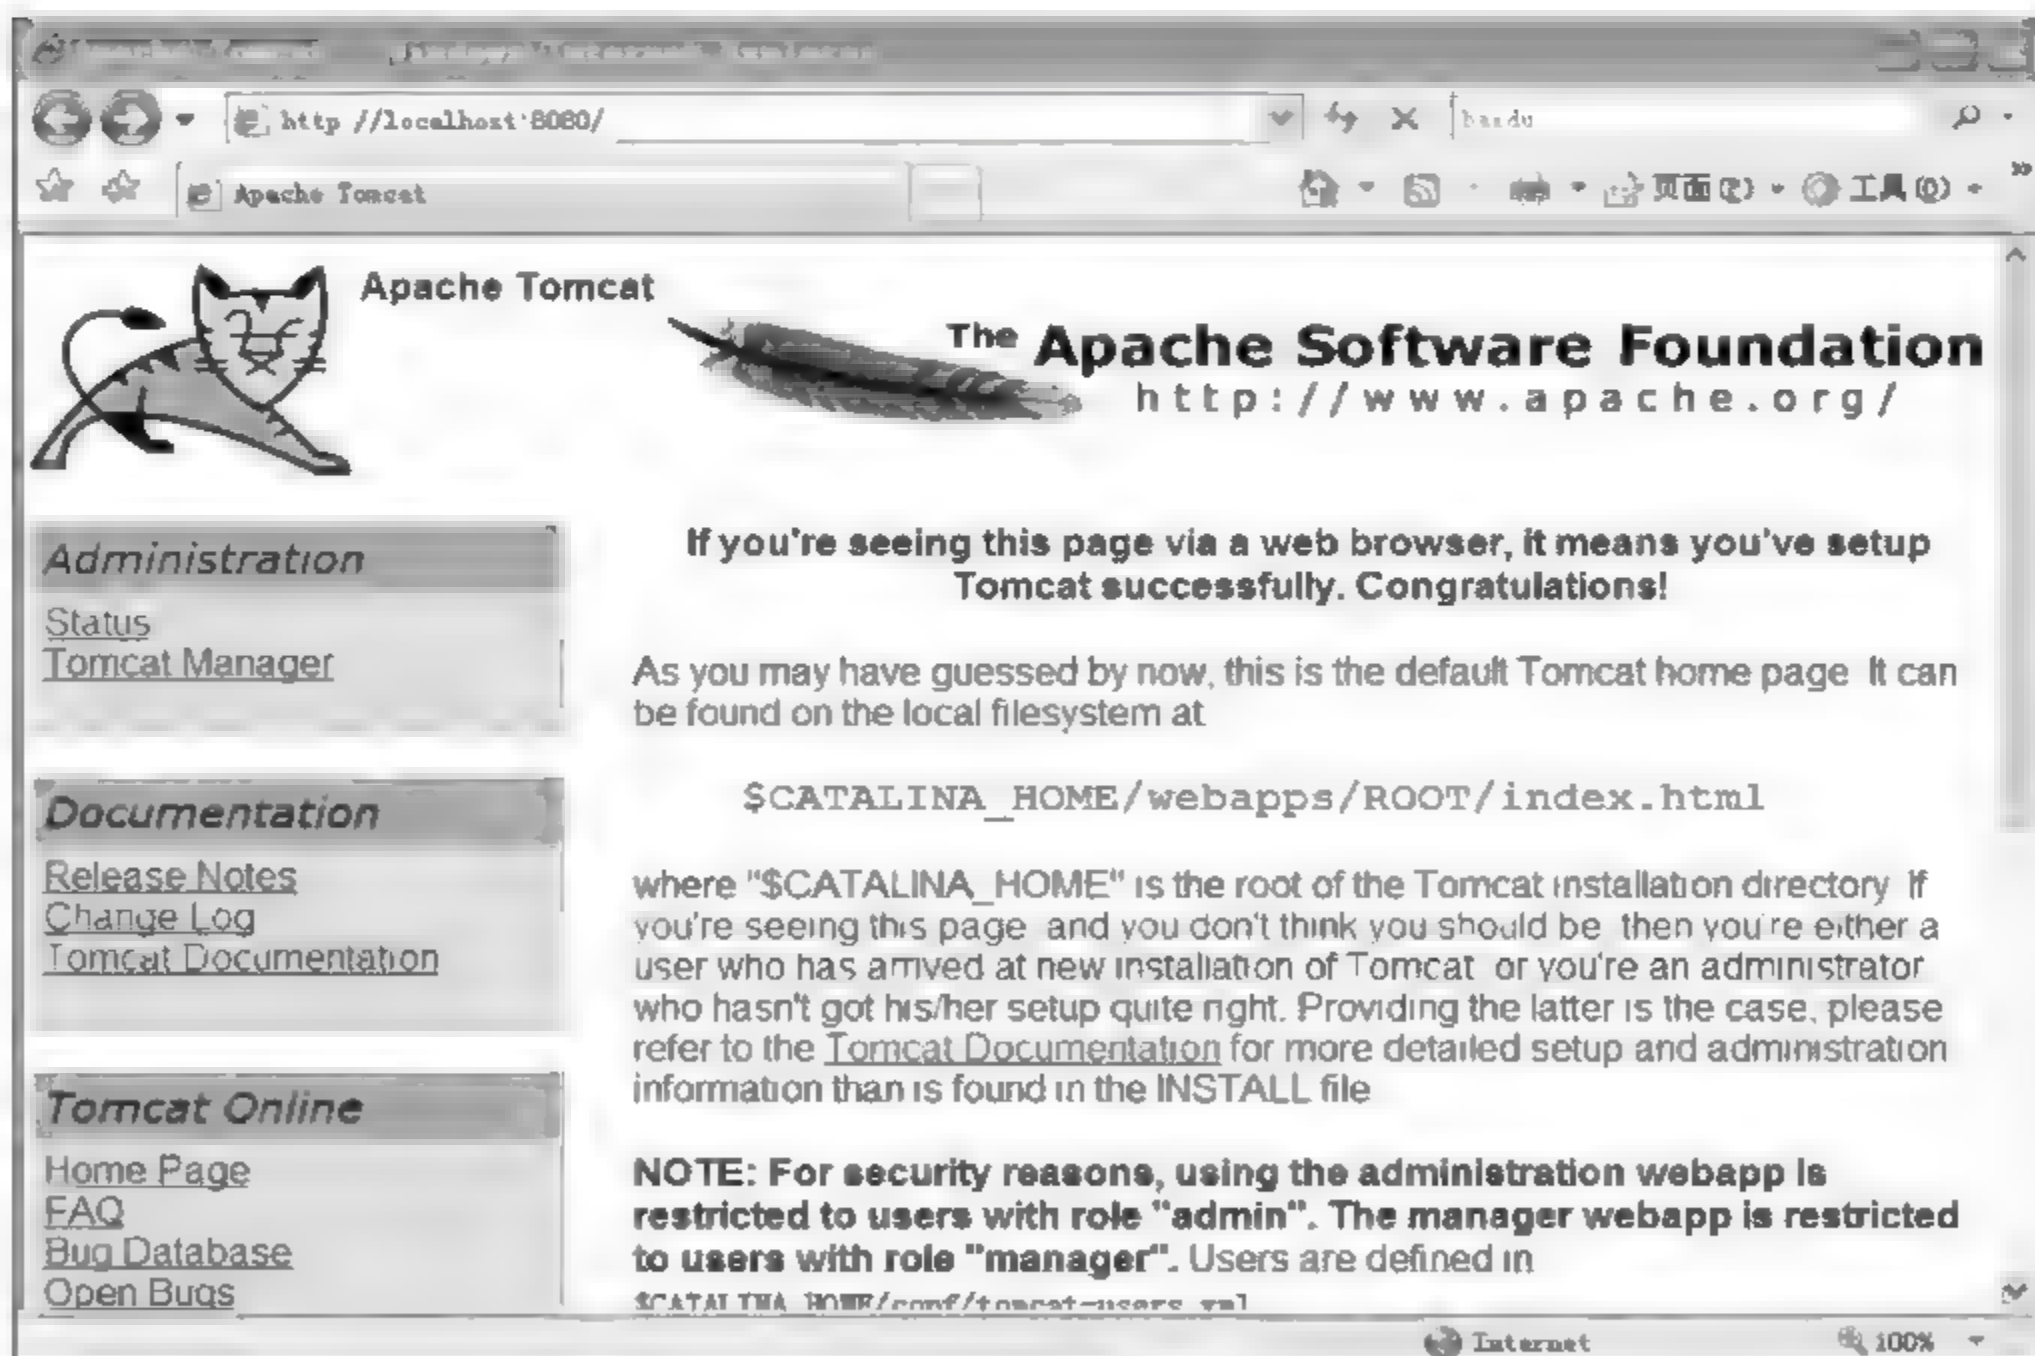 http //localhost:8080/
baidu
Apache Tomcat
页面(P)
工具(O)
Apache Tomcat
The Apache Software Foundation
http://www.apache.org/
Administration
Status
Tomcat Manager
Documentation
Release Notes
Change Log
Tomcat Documentation
Tomcat Online
Home Page
FAQ
Bug Database
Open Bugs
If you're seeing this page via a web browser, it means you've setup
Tomcat successfully. Congratulations!
As you may have guessed by now, this is the default Tomcat home page It can
be found on the local filesystem at
$CATALINA_HOME/webapps/ROOT/index.html
where "$CATALINA_HOME" is the root of the Tomcat installation directory If
you're seeing this page and you don't think you should be then you're either a
user who has arrived at new installation of Tomcat or you're an administrator
who hasn't got his/her setup quite right. Providing the latter is the case, please
refer to the Tomcat Documentation for more detailed setup and administration
information than is found in the INSTALL file
NOTE: For security reasons, using the administration webapp is
restricted to users with role "admin". The manager webapp is restricted
to users with role "manager". Users are defined in
$CATALINA_HOME/conf/tomcat-users xml
Internet
100%